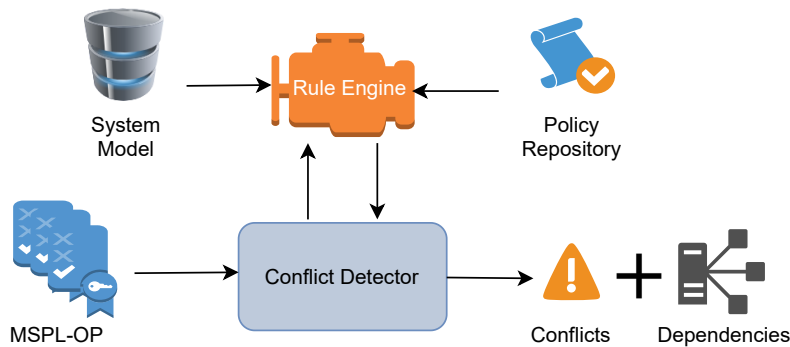 Rule Engine
System
Model
Policy
Repository
Conflict Detector
MSPL-OP
Conflicts
Dependencies